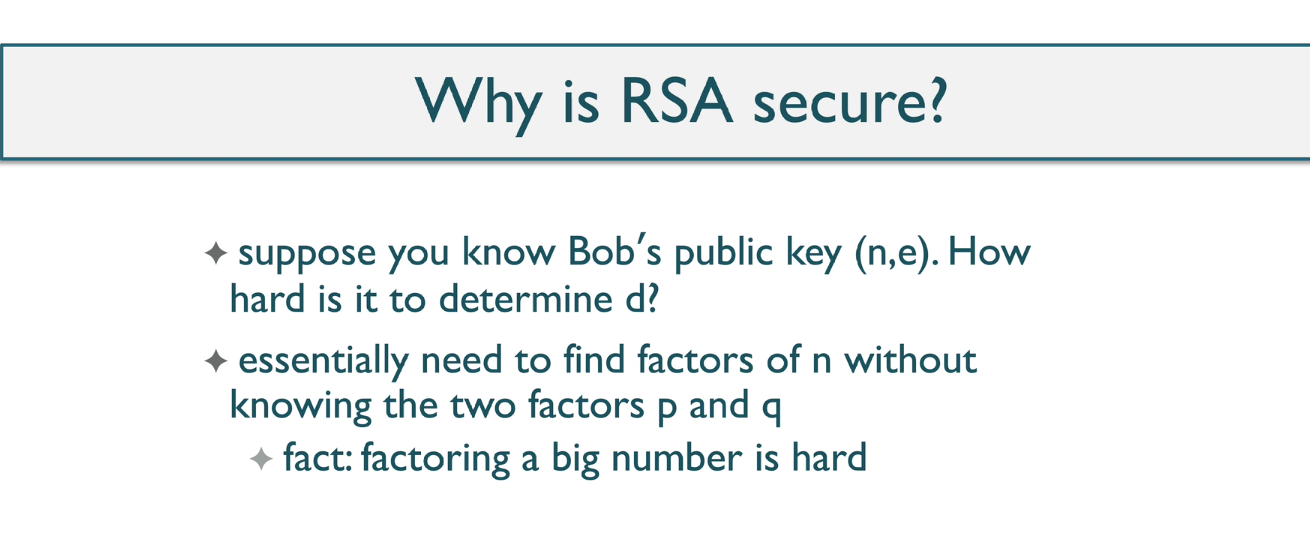 Why is RSA secure?
suppose you know Bob′s public key (n,e). How
hard is it to determine d?
essentially need to find factors of n without
knowing the two factors p and q
fact: factoring a big number is hard